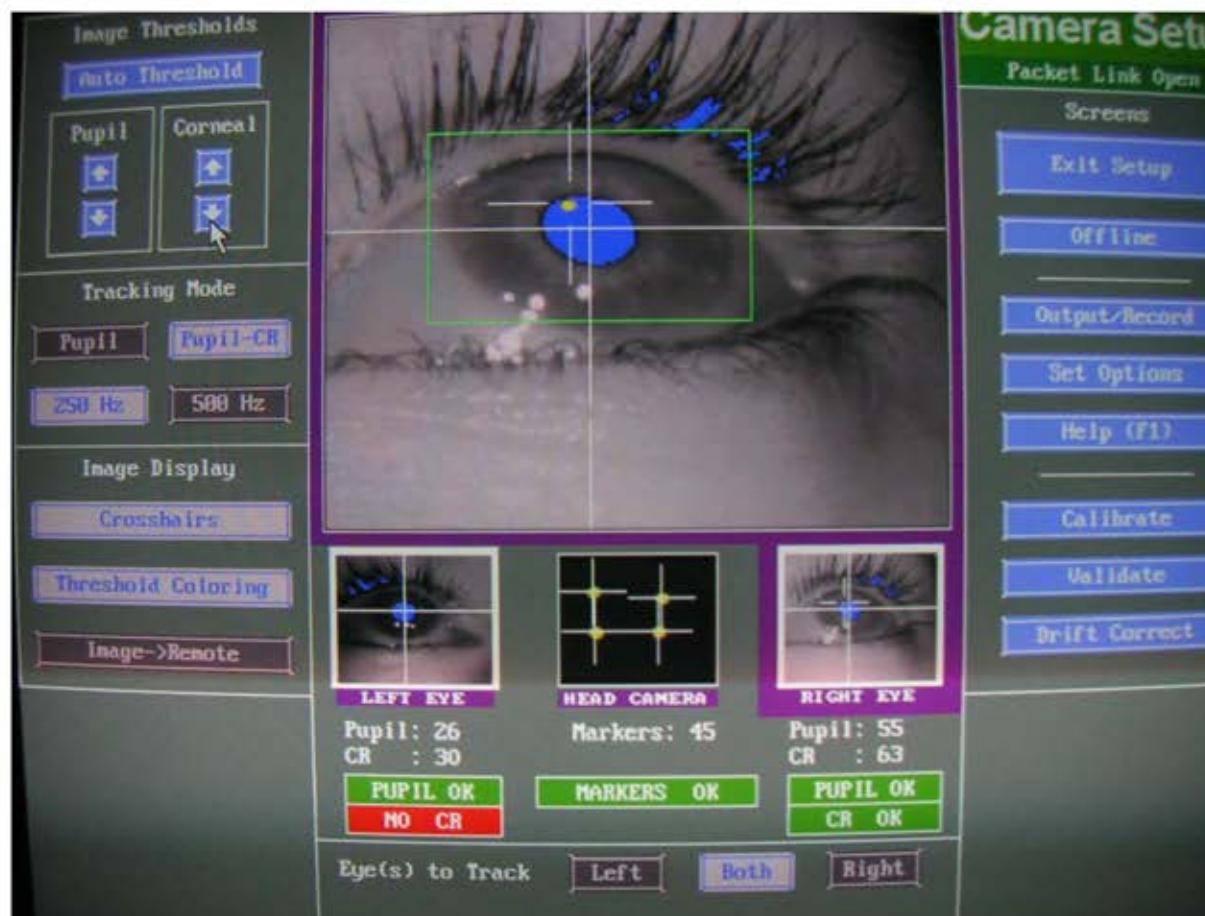 Image Thresholds
Auto Threshold
Pupil
Corneal
Tracking Mode
Pupil
Pupil-CR
250 Hz
500 Hz
Image Display
Crosshairs
Threshold Coloring
Image->Remote
LEFT EYE
Pupil: 26
CR : 30
PUPIL OK
NO CR
HEAD CAMERA
Markers: 45
MARKERS OK
RIGHT EYE
Pupil: 55
CR : 63
PUPIL OK
CR OK
Eye(s) to Track
Left
Both
Right
Camera Setu
Packet Link Open
Screens
Exit Setup
Offline
Output/Record
Set Options
Help (F1)
Calibrate
Validate
Drift Correct